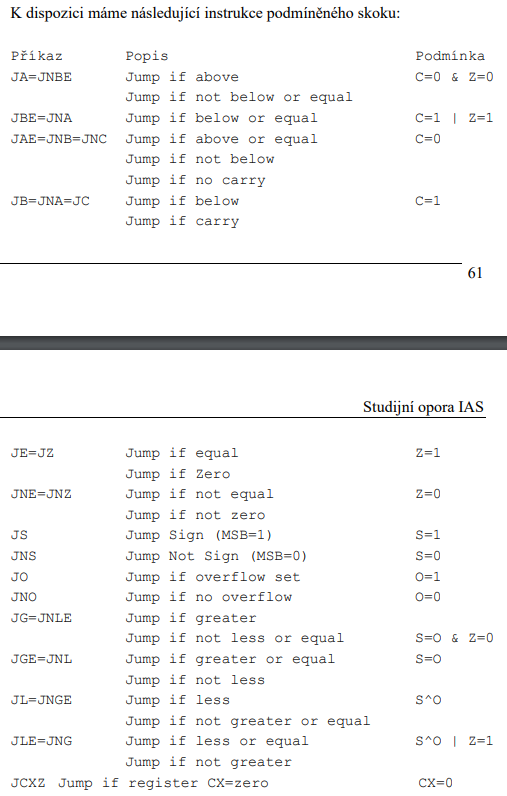 K dispozici máme následující instrukce podmíněného skoku:
Příkaz Popis Podmínka
JA=JNBE Jump if above C=0 & Z=0
Jump if not below or equal
JBE=JNA Jump if below or equal C=1 | Z=1
JAE=JNB=JNC Jump if above or equal C=0
Jump if not below
Jump if no carry
JB=JNA=JC Jump if below C=1
Jump if carry
61
Studijní opora IAS
JE=JZ Jump if equal Z=1
Jump if Zero
JNE=JNZ Jump if not equal Z=0
Jump if not zero
JS Jump Sign (MSB=1) S=1
JNS Jump Not Sign (MSB=0) S=0
JO Jump if overflow set O=1
JNO Jump if no overflow O=0
JG=JNLE Jump if greater
Jump if not less or equal S=O & Z=0
JGE=JNL Jump if greater or equal S=O
Jump if not less
JL=JNGE Jump if less S^O
Jump if not greater or equal
JLE=JNG Jump if less or equal S^O | Z=1
Jump if not greater
JCXZ Jump if register CX=zero CX=0